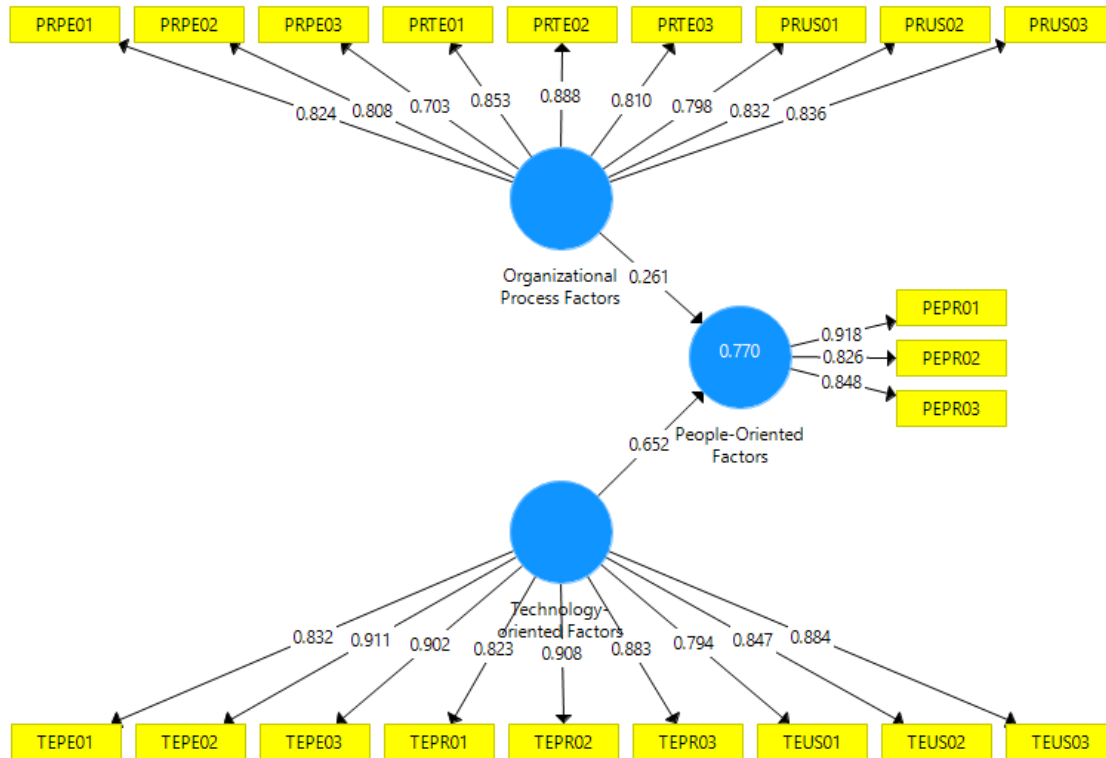 PRPE01
PRPE02
PRPE03
PRTE01
PRTE02
PRTE03
PRUS01
PRUS02
PRUS03
0.824
0.808
0.703
0.853
0.888
0.810
0.798
0.832
0.836
Organizational
Process Factors
0.261
0.770
People-Oriented
Factors
0.918
0.826
0.848
PEPR01
PEPR02
PEPR03
0.652
Technology-
oriented Factors
0.832
0.911
0.902
0.823
0.908
0.883
0.794
0.847
0.884
TEPE01
TEPE02
TEPE03
TEPR01
TEPR02
TEPR03
TEUS01
TEUS02
TEUS03